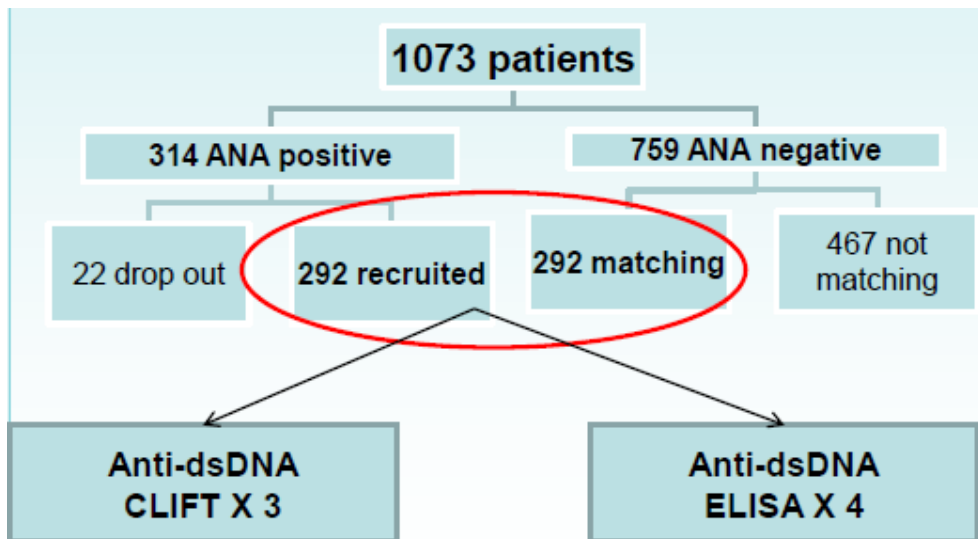 1073 patients
314 ANA positive
759 ANA negative
22 drop out
292 recruited
292 matching
467 not
matching
Anti-dsDNA
CLIFT X 3
Anti-dsDNA
ELISA X 4